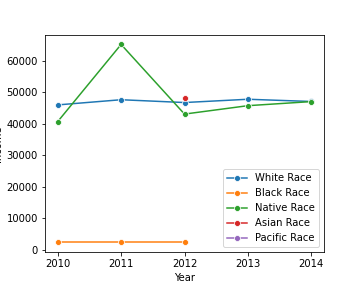 60000
50000
40000
30000
20000
10000
0
White Race
Black Race
Native Race
Asian Race
Pacific Race
2010 2011 2012 2013 2014
Year